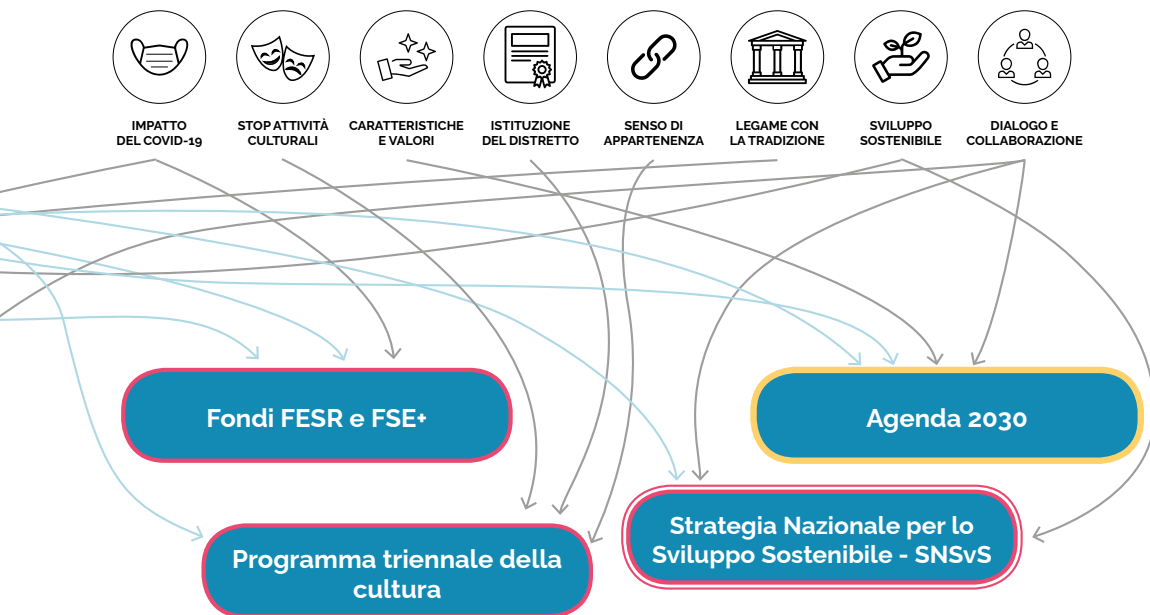 IMPATTO
DEL COVID-19
STOP ATTIVITÀ
CULTURALI
CARATTERISTICHE
E VALORI
ISTITUZIONE
DEL DISTRETTO
SENSO DI
APPARTENENZA
LEGAME CON
LA TRADIZIONE
SVILUPPO
SOSTENIBILE
DIALOGO E
COLLABORAZIONE
Fondi FESR e FSE+
Agenda 2030
Strategia Nazionale per lo
Sviluppo Sostenibile - SNSvS
Programma triennale della
cultura